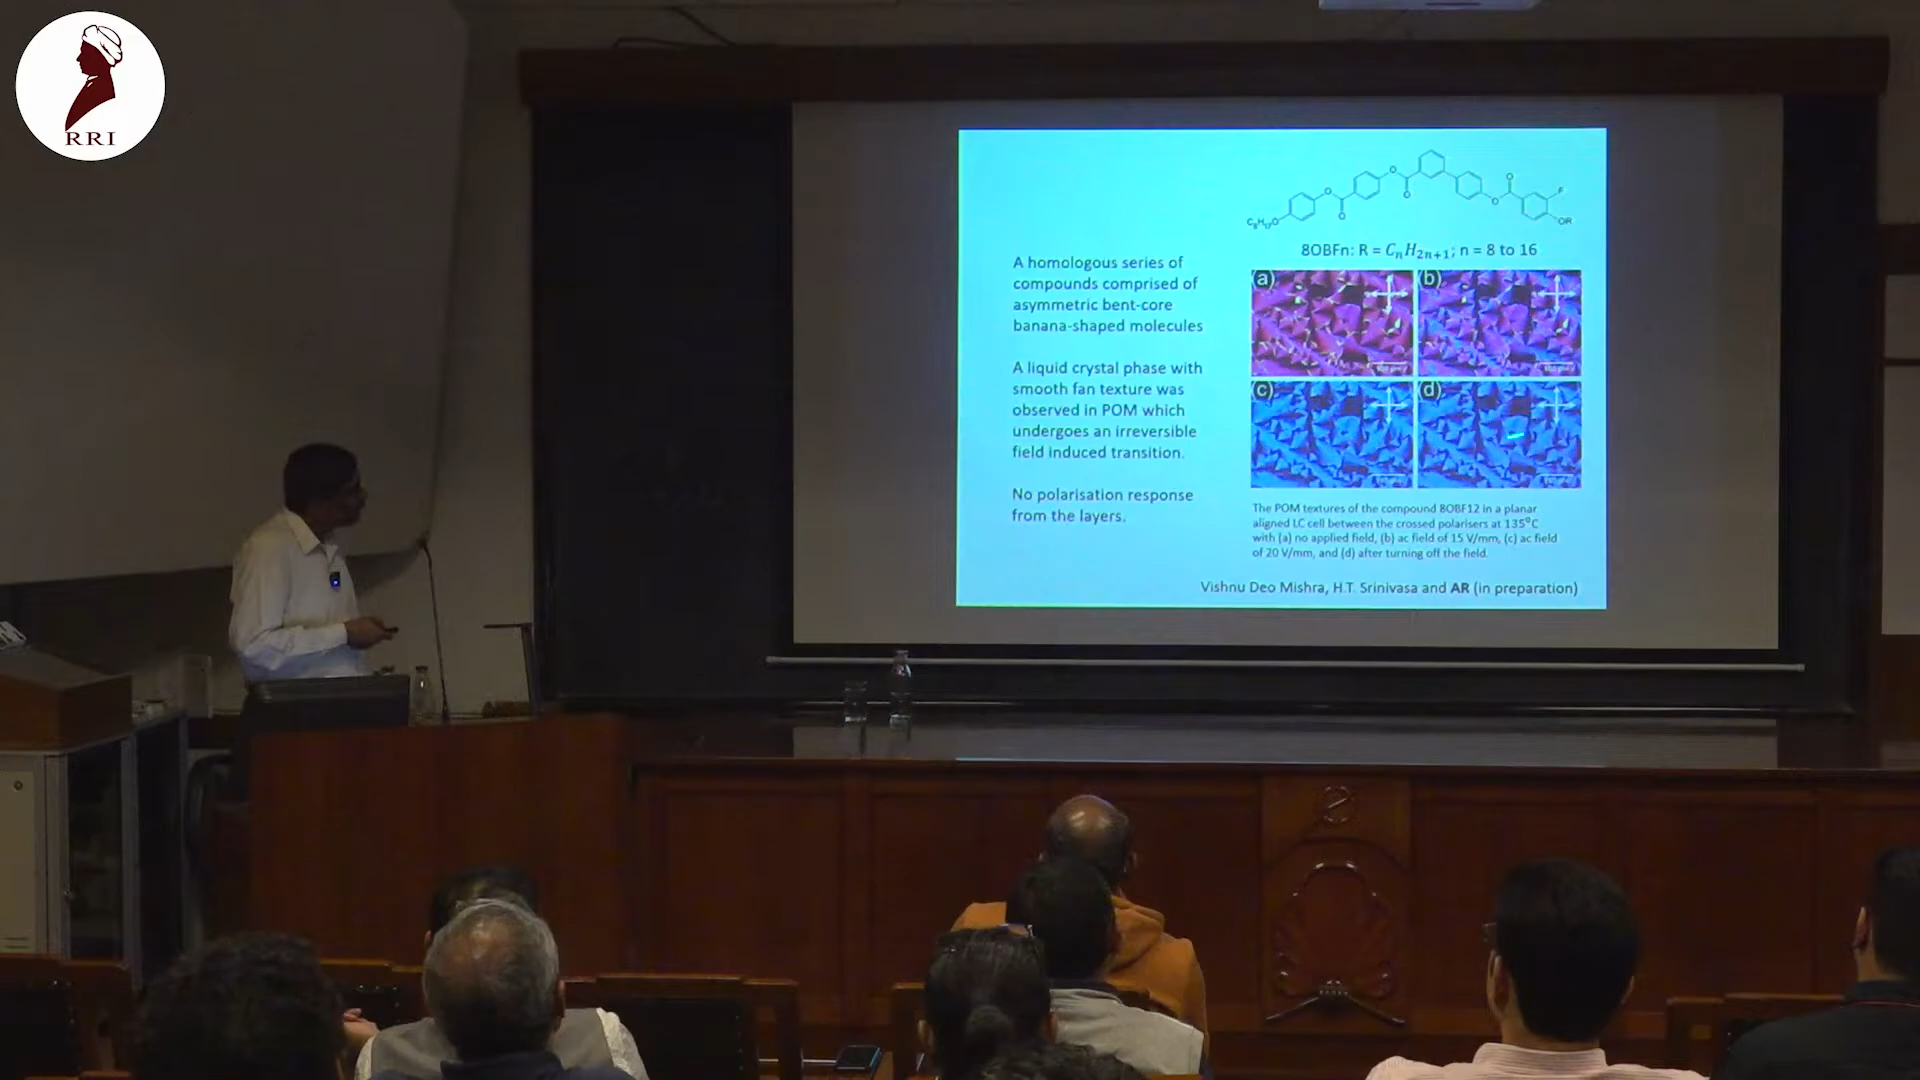 RRI
C₈H₁₇O
O
O
O
O
O
O
F
OR
8OBFn: R = CₙH₂ₙ₊₁; n = 8 to 16
A homologous series of
compounds comprised of
asymmetric bent-core
banana-shaped molecules
A liquid crystal phase with
smooth fan texture was
observed in POM which
undergoes an irreversible
field induced transition.
No polarisation response
from the layers.
(a)
(b)
(c)
(d)
The POM textures of the compound 8OBF12 in a planar
aligned LC cell between the crossed polarisers at 135⁰C
with (a) no applied field, (b) ac field of 15 V/mm, (c) ac field
of 20 V/mm, and (d) after turning off the field.
Vishnu Deo Mishra, H.T. Srinivasa and AR (in preparation)